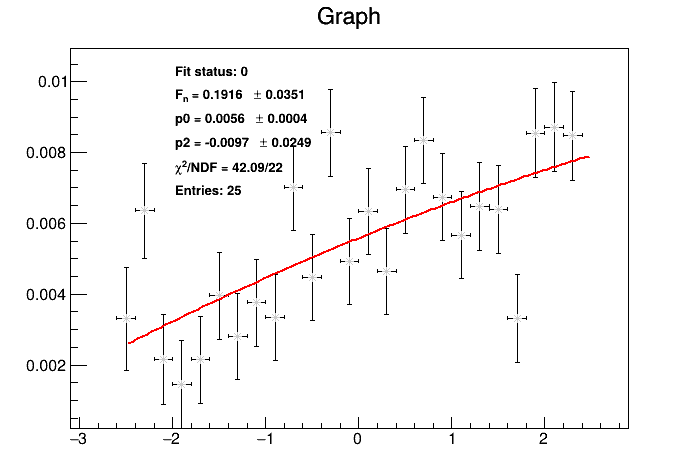 Graph
Fit status: 0
Fn = 0.1916 ± 0.0351
p0 = 0.0056 ± 0.0004
p2 = -0.0097 ± 0.0249
χ²/NDF = 42.09/22
Entries: 25
0.01
0.008
0.006
0.004
0.002
−3 −2 −1 0 1 2